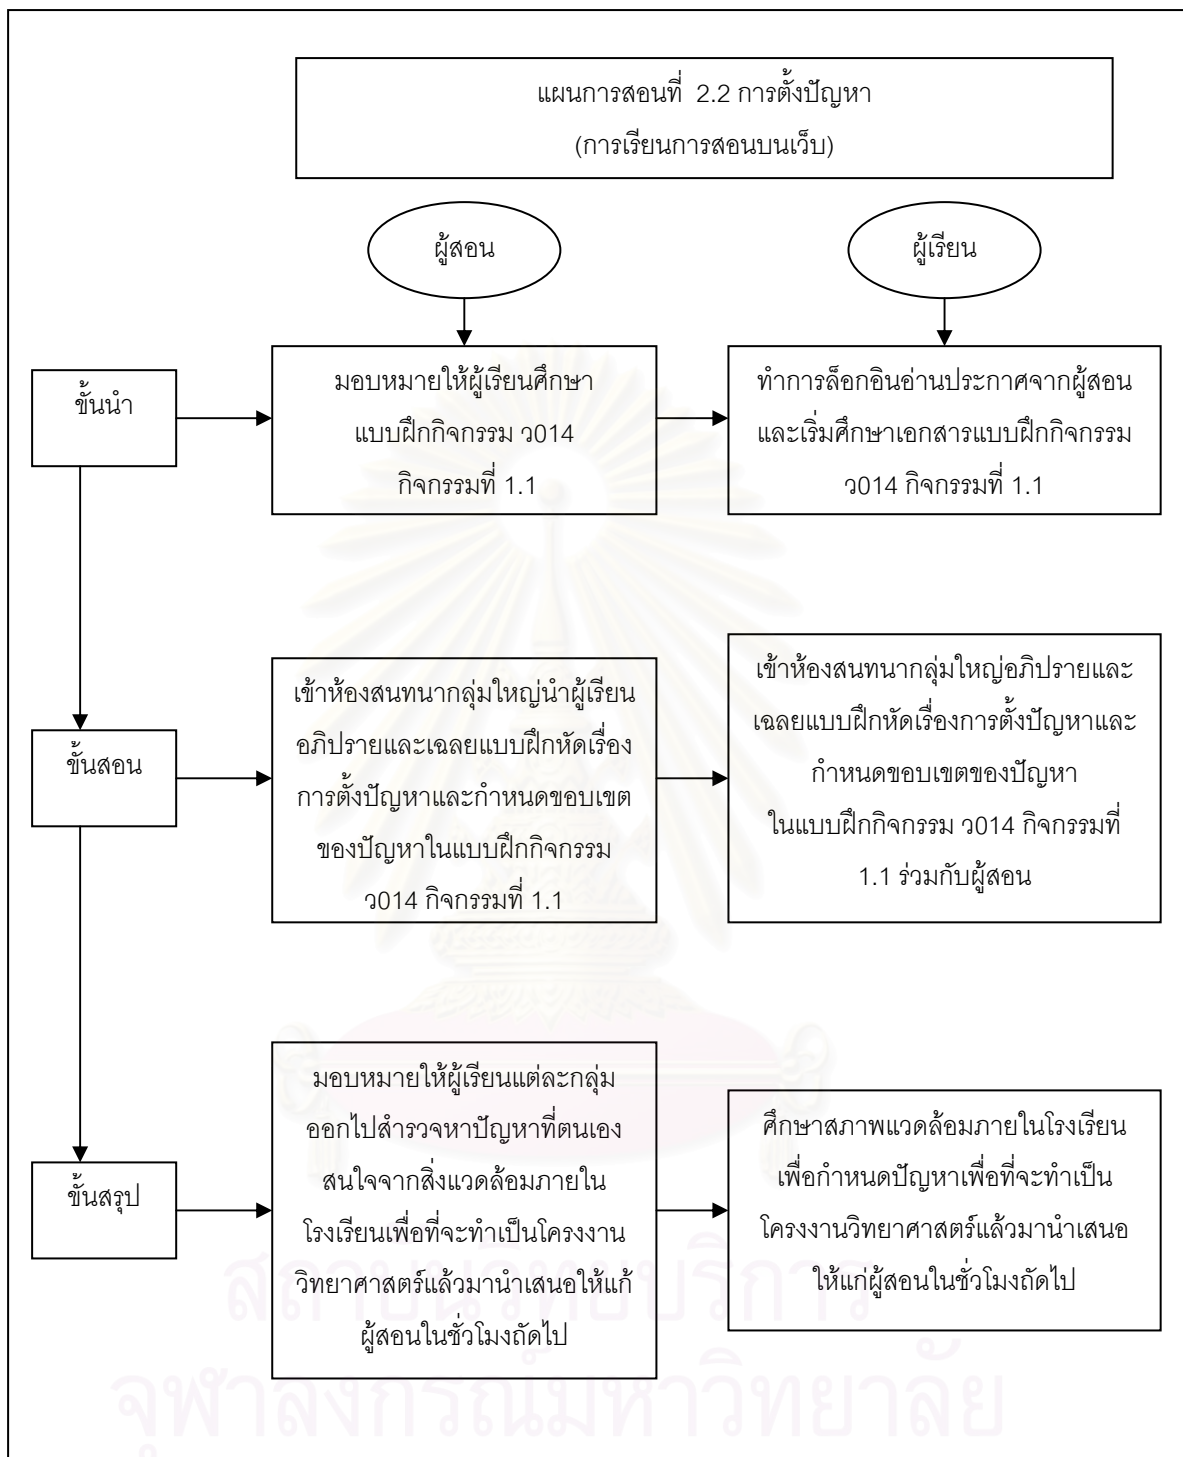 แผนการสอนที่ 2.2 การตั้งปัญหา
(การเรียนการสอนบนเว็บ)
ผู้สอน
ผู้เรียน
ขั้นนำ
มอบหมายให้ผู้เรียนศึกษา
แบบฝึกกิจกรรม ว014
กิจกรรมที่ 1.1
ทำการล็อกอินอ่านประกาศจากผู้สอน
และเริ่มศึกษาเอกสารแบบฝึกกิจกรรม
ว014 กิจกรรมที่ 1.1
ขั้นสอน
เข้าห้องสนทนากลุ่มใหญ่นำผู้เรียน
อภิปรายและเฉลยแบบฝึกหัดเรื่อง
การตั้งปัญหาและกำหนดขอบเขต
ของปัญหาในแบบฝึกกิจกรรม
ว014 กิจกรรมที่ 1.1
เข้าห้องสนทนากลุ่มใหญ่อภิปรายและ
เฉลยแบบฝึกหัดเรื่องการตั้งปัญหาและ
กำหนดขอบเขตของปัญหา
ในแบบฝึกกิจกรรม ว014 กิจกรรมที่
1.1 ร่วมกับผู้สอน
ขั้นสรุป
มอบหมายให้ผู้เรียนแต่ละกลุ่ม
ออกไปสำรวจหาปัญหาที่ตนเอง
สนใจจากสิ่งแวดล้อมภายใน
โรงเรียนเพื่อที่จะทำเป็นโครงงาน
วิทยาศาสตร์แล้วมานำเสนอให้แก้
ผู้สอนในชั่วโมงถัดไป
ศึกษาสภาพแวดล้อมภายในโรงเรียน
เพื่อกำหนดปัญหาเพื่อที่จะทำเป็น
โครงงานวิทยาศาสตร์แล้วมานำเสนอ
ให้แก่ผู้สอนในชั่วโมงถัดไป
สถาบันวิทยบริการ
จุฬาลงกรณ์มหาวิทยาลัย